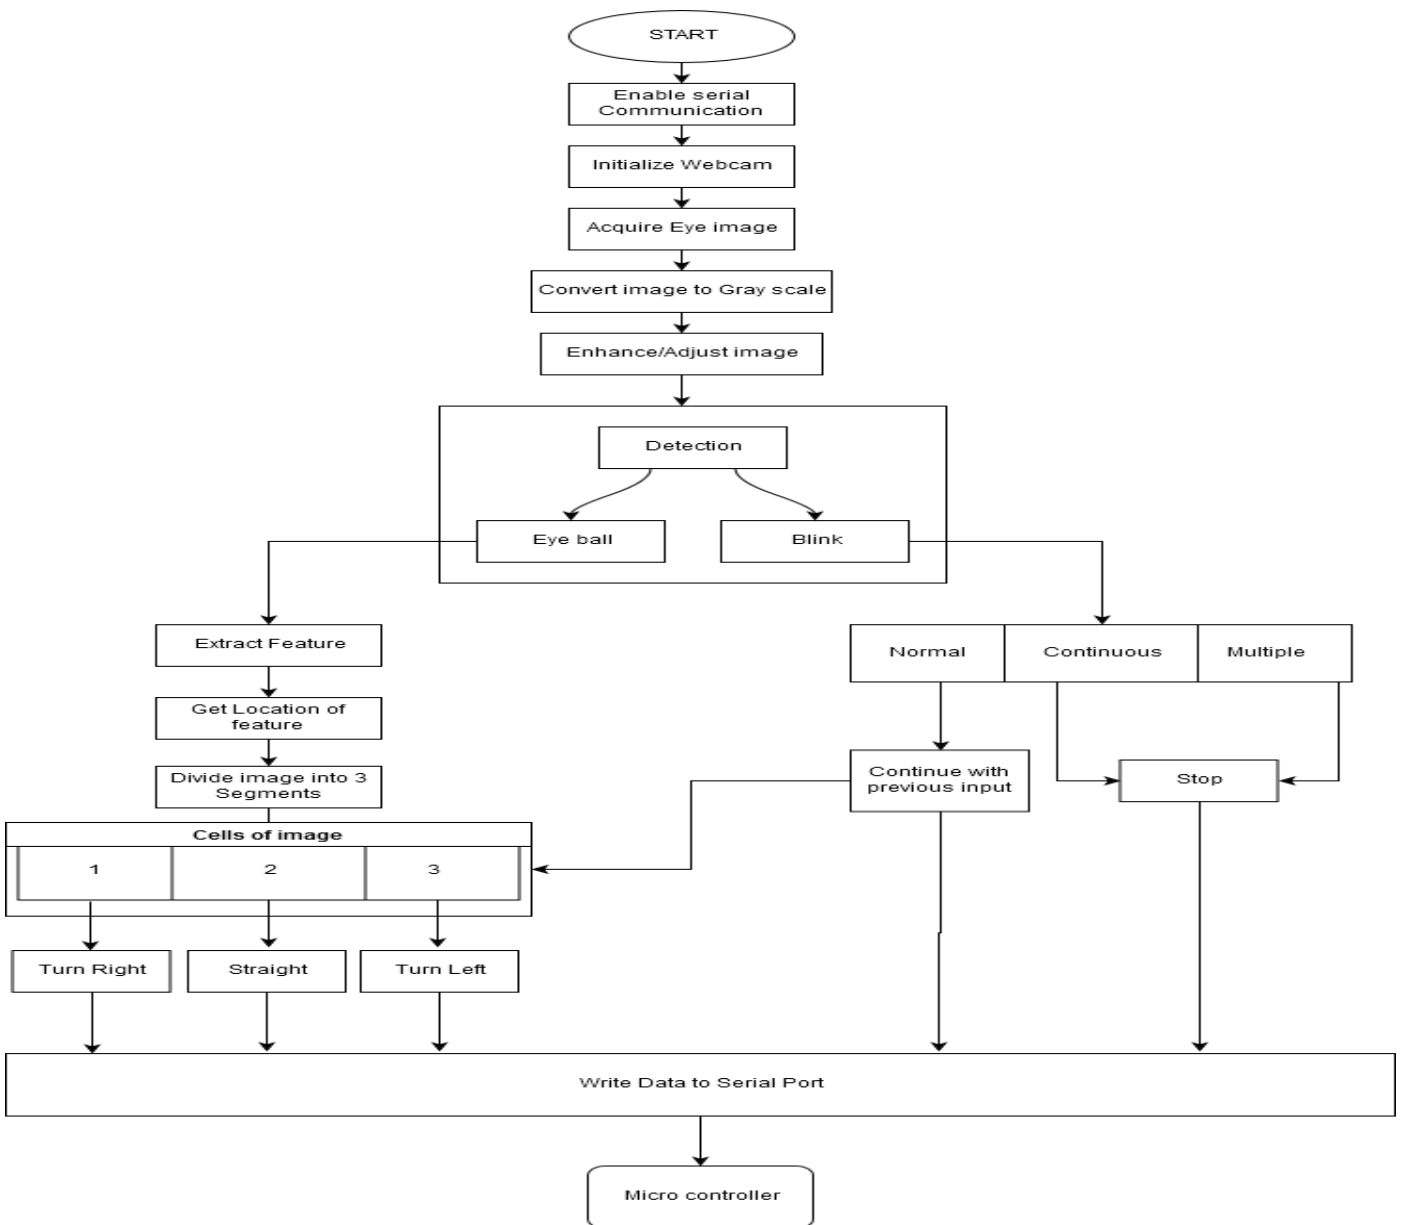 START
Enable serial
Communication
Initialize Webcam
Acquire Eye image
Convert image to Gray scale
Enhance/Adjust image
Detection
Eye ball
Blink
Extract Feature
Normal
Continuous
Multiple
Get Location of
feature
Divide image into 3
Segments
Continue with
previous input
Stop
Cells of image
1
2
3
Turn Right
Straight
Turn Left
Write Data to Serial Port
Micro controller